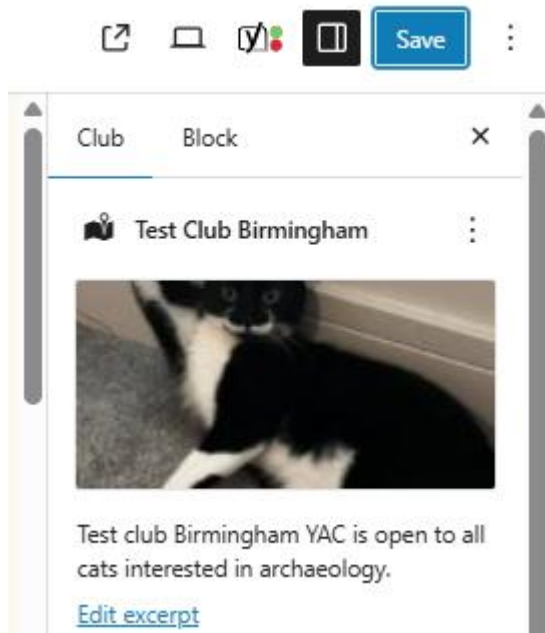 Save
Club Block
Test Club Birmingham
Test club Birmingham YAC is open to all
cats interested in archaeology.
Edit excerpt